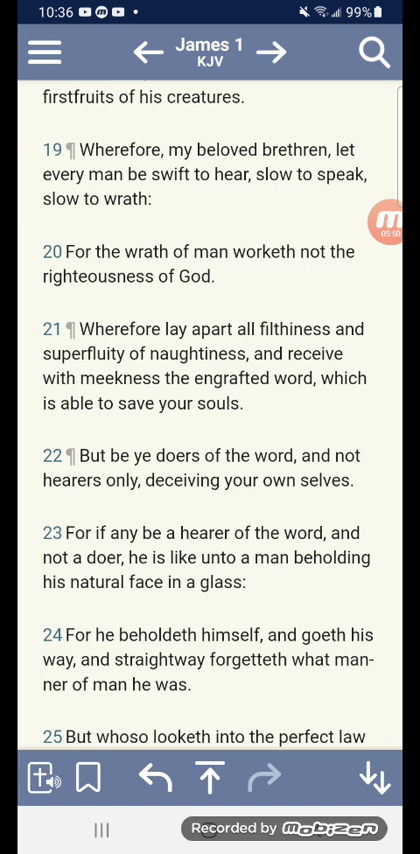 10:36 99%
James 1
KJV
firstfruits of his creatures.
19 ¶ Wherefore, my beloved brethren, let
every man be swift to hear, slow to speak,
slow to wrath:
20 For the wrath of man worketh not the
righteousness of God.
21 ¶ Wherefore lay apart all filthiness and
superfluity of naughtiness, and receive
with meekness the engrafted word, which
is able to save your souls.
22 ¶ But be ye doers of the word, and not
hearers only, deceiving your own selves.
23 For if any be a hearer of the word, and
not a doer, he is like unto a man beholding
his natural face in a glass:
24 For he beholdeth himself, and goeth his
way, and straightway forgetteth what man-
ner of man he was.
25 But whoso looketh into the perfect law
05:50
Recorded by mobizen